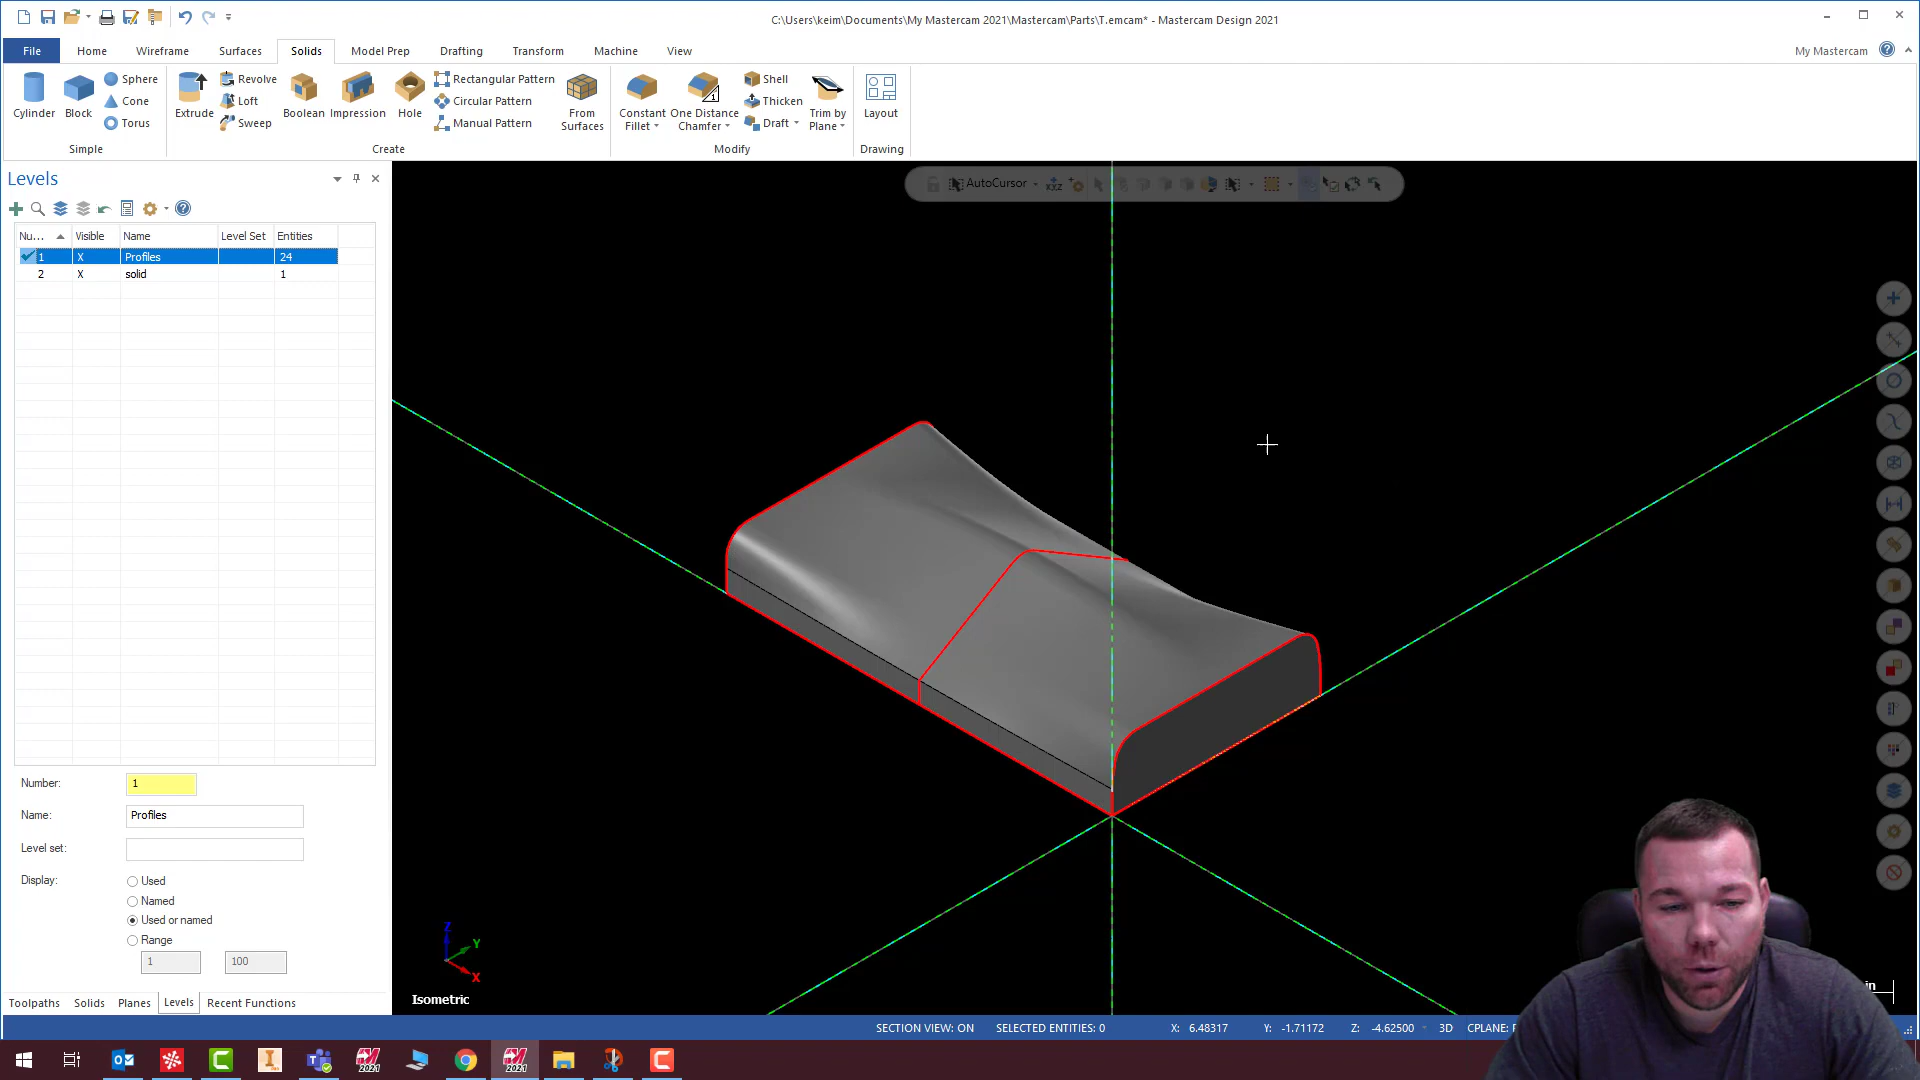 C:\Users\keim\Documents\My Mastercam 2021\Mastercam\Parts\T.emcam* - Mastercam Design 2021
File Home Wireframe Surfaces Solids Model Prep Drafting Transform Machine View My Mastercam
Cylinder Block Sphere Cone Torus
Simple
Extrude Revolve Loft Sweep Boolean Impression Hole Rectangular Pattern Circular Pattern Manual Pattern From Surfaces
Create
Constant Fillet One Distance Chamfer Shell Thicken Draft Trim by Plane
Modify
Layout
Drawing
Levels
AutoCursor
Nu... Visible Name Level Set Entities
1 X Profiles 24
2 X solid 1
Number: 1
Name: Profiles
Level set:
Display: Used
Named
Used or named
Range
1 100
Toolpaths Solids Planes Levels Recent Functions
Z
Y
X
Isometric
in
SECTION VIEW: ON SELECTED ENTITIES: 0 X: 6.48317 Y: -1.71172 Z: -4.62500 3D CPLANE:
2021
2021